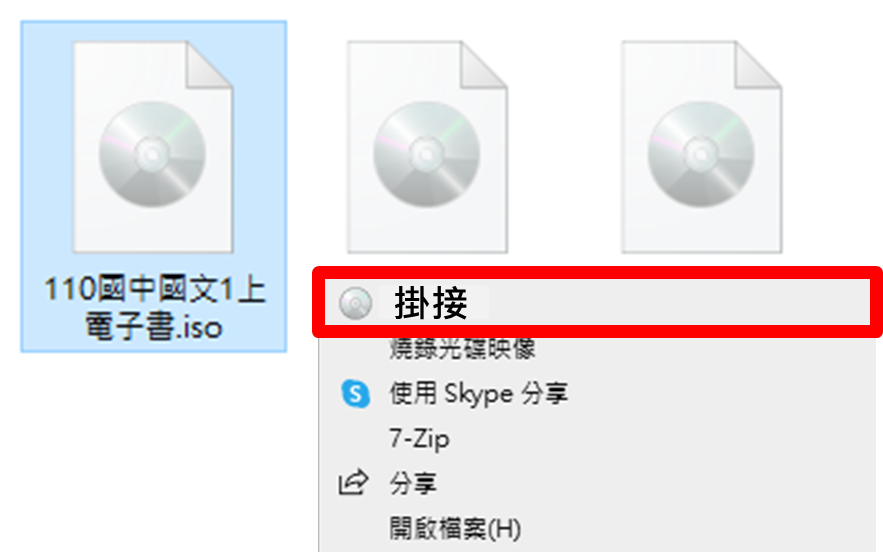 110國中國文1上
電子書.iso
掛接
燒錄光碟映像
使用 Skype 分享
7-Zip
分享
開啟檔案(H)